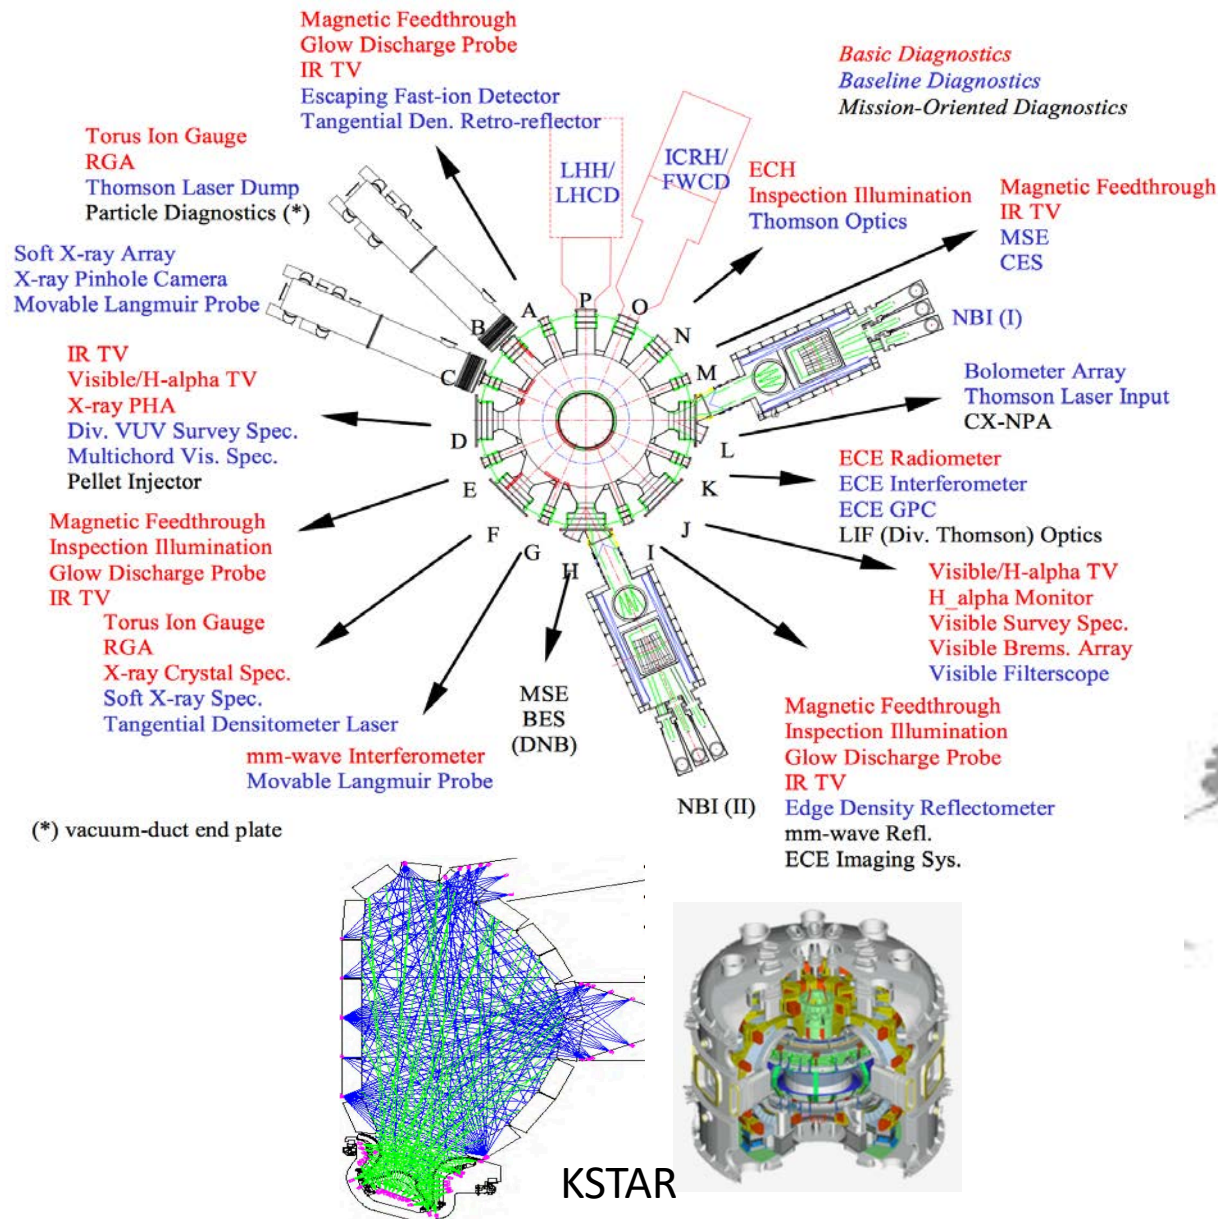 Magnetic Feedthrough
Glow Discharge Probe
IR TV
Escaping Fast-ion Detector
Tangential Den. Retro-reflector
Basic Diagnostics
Baseline Diagnostics
Mission-Oriented Diagnostics
Torus Ion Gauge
RGA
Thomson Laser Dump
Particle Diagnostics (*)
LHH/
LHCD
ICRH/
FWCD
ECH
Inspection Illumination
Thomson Optics
Magnetic Feedthrough
IR TV
MSE
CES
Soft X-ray Array
X-ray Pinhole Camera
Movable Langmuir Probe
NBI (I)
A
P
O
N
B
M
C
D
L
E
K
F
J
G
I
H
IR TV
Visible/H-alpha TV
X-ray PHA
Div. VUV Survey Spec.
Multichord Vis. Spec.
Pellet Injector
Bolometer Array
Thomson Laser Input
CX-NPA
ECE Radiometer
ECE Interferometer
ECE GPC
LIF (Div. Thomson) Optics
Magnetic Feedthrough
Inspection Illumination
Glow Discharge Probe
IR TV
Visible/H-alpha TV
H_alpha Monitor
Visible Survey Spec.
Visible Brems. Array
Visible Filterscope
Torus Ion Gauge
RGA
X-ray Crystal Spec.
Soft X-ray Spec.
Tangential Densitometer Laser
MSE
BES
(DNB)
mm-wave Interferometer
Movable Langmuir Probe
NBI (II)
Magnetic Feedthrough
Inspection Illumination
Glow Discharge Probe
IR TV
Edge Density Reflectometer
mm-wave Refl.
ECE Imaging Sys.
(*) vacuum-duct end plate
KSTAR